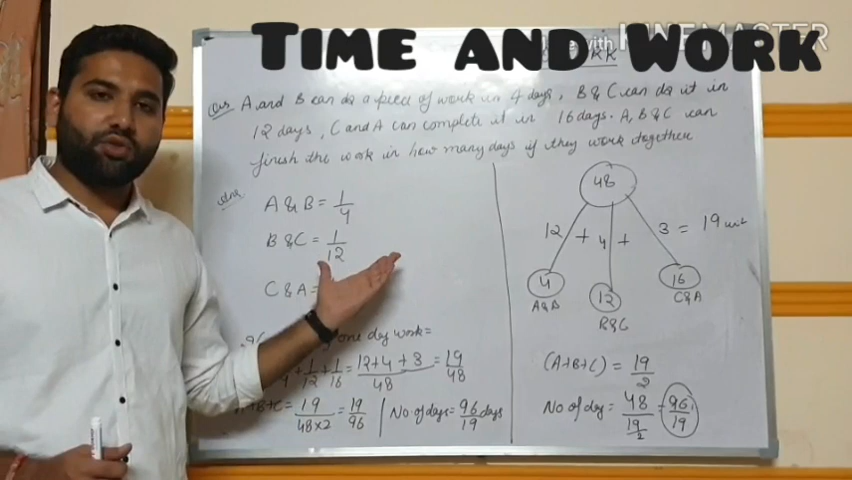 TIME AND WORK
with KINEMASTER
Ques A and B can do a piece of work in 4 days, B & C can do it in
12 days, C and A can complete it in 16 days. A, B & C can
finish the work in how many days if they work together
Ans
A & B = 1/4
B & C = 1/12
C & A =
one day work =
+ 1/12 + 1/16 = 12+4+3/48 = 19/48
+B+C = 19/48×2 = 19/96
No of days = 96/19 days
48
12 + 4 + 3 = 19 unit
4 12 16
A&B B&C C&A
(A+B+C) = 19/2
No of day = 48/19/2 = 96/19